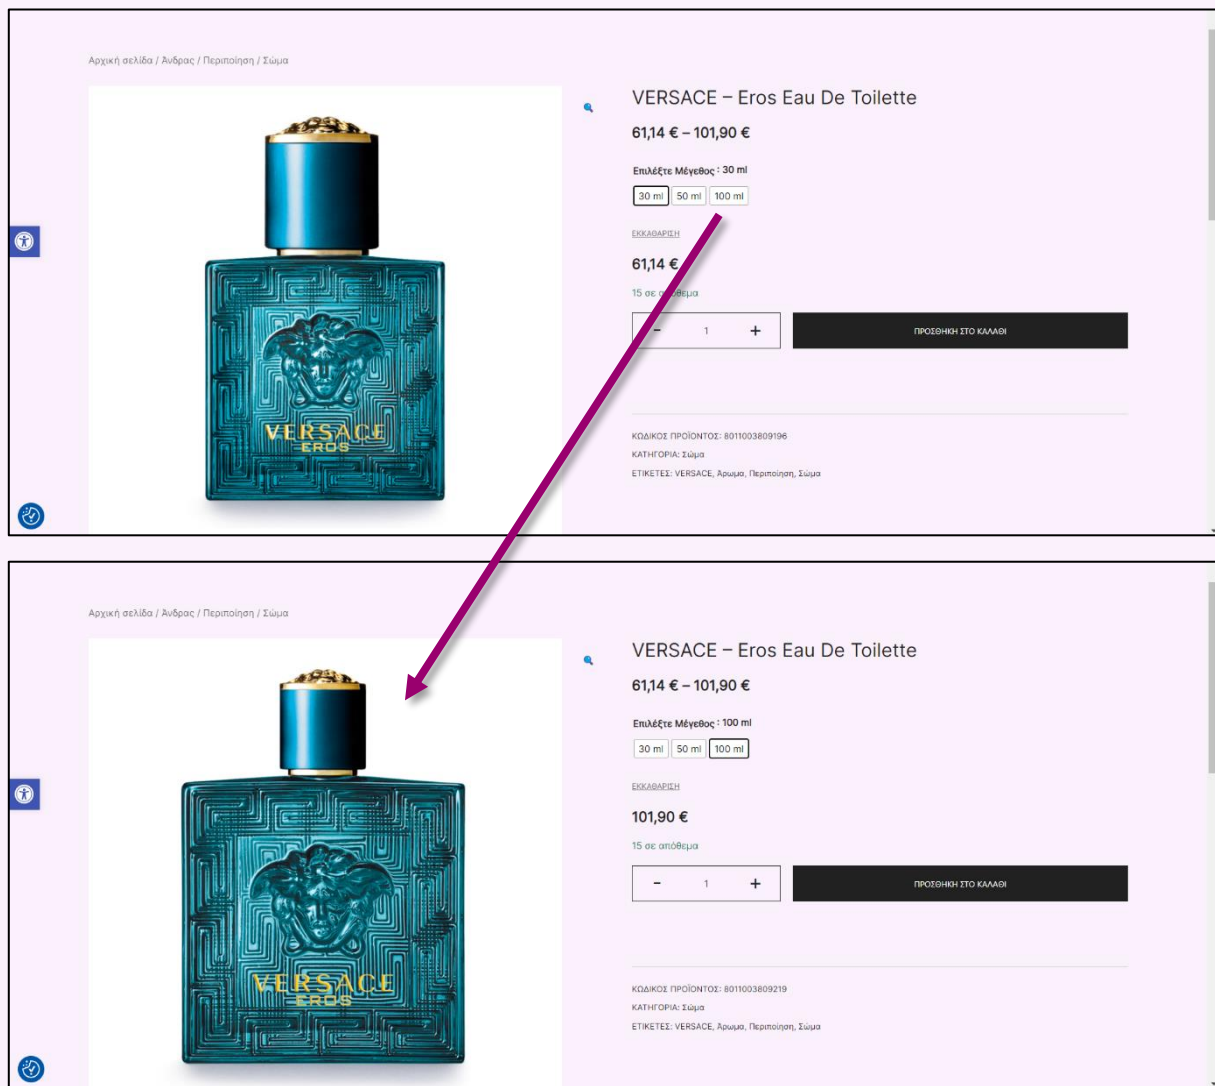 Αρχική σελίδα / Άνδρας / Περιποίηση / Σώμα
VERSACE – Eros Eau De Toilette
61,14 € – 101,90 €
Επιλέξτε Μέγεθος : 30 ml
30 ml 50 ml 100 ml
ΕΚΚΑΘΑΡΙΣΗ
61,14 €
15 σε απόθεμα
- 1 +
ΠΡΟΣΘΗΚΗ ΣΤΟ ΚΑΛΑΘΙ
ΚΩΔΙΚΟΣ ΠΡΟΪΟΝΤΟΣ: 8011003809196
ΚΑΤΗΓΟΡΙΑ: Σώμα
ΕΤΙΚΕΤΕΣ: VERSACE, Άρωμα, Περιποίηση, Σώμα
VERSACE
EROS
Αρχική σελίδα / Άνδρας / Περιποίηση / Σώμα
VERSACE – Eros Eau De Toilette
61,14 € – 101,90 €
Επιλέξτε Μέγεθος : 100 ml
30 ml 50 ml 100 ml
ΕΚΚΑΘΑΡΙΣΗ
101,90 €
15 σε απόθεμα
- 1 +
ΠΡΟΣΘΗΚΗ ΣΤΟ ΚΑΛΑΘΙ
ΚΩΔΙΚΟΣ ΠΡΟΪΟΝΤΟΣ: 8011003809219
ΚΑΤΗΓΟΡΙΑ: Σώμα
ΕΤΙΚΕΤΕΣ: VERSACE, Άρωμα, Περιποίηση, Σώμα
VERSACE
EROS